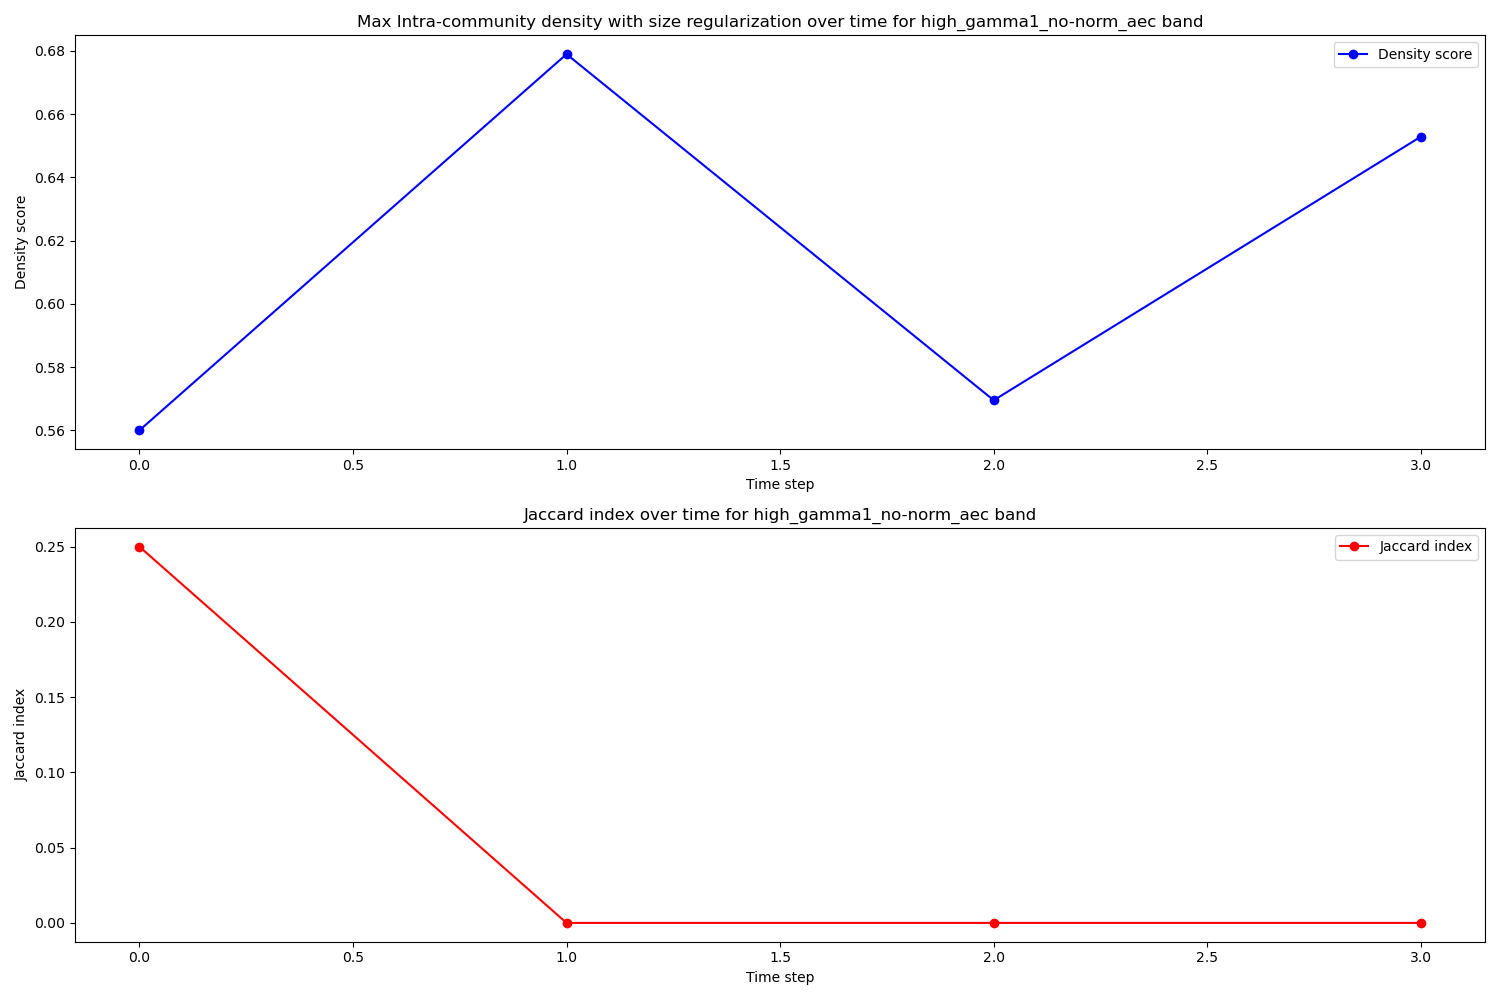 Max Intra-community density with size regularization over time for high_gamma1_no-norm_aec band
Density score
0.68
0.66
0.64
0.62
0.60
0.58
0.56
Density score
0.0 0.5 1.0 1.5 2.0 2.5 3.0
Time step
Jaccard index over time for high_gamma1_no-norm_aec band
Jaccard index
0.25
0.20
0.15
0.10
0.05
0.00
Jaccard index
0.0 0.5 1.0 1.5 2.0 2.5 3.0
Time step